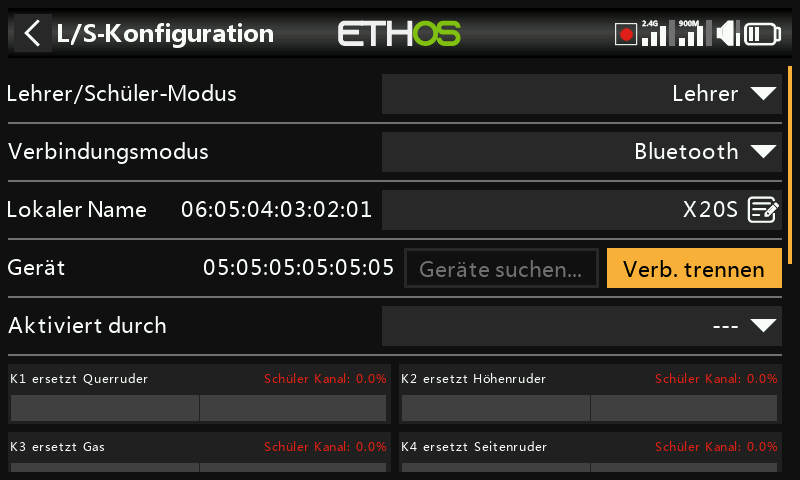 L/S-Konfiguration
ETHOS
2.4G
900M
Lehrer/Schüler-Modus Lehrer
Verbindungsmodus Bluetooth
Lokaler Name 06:05:04:03:02:01 X20S
Gerät 05:05:05:05:05:05 Geräte suchen... Verb. trennen
Aktiviert durch ---
K1 ersetzt Querruder Schüler Kanal: 0.0% K2 ersetzt Höhenruder Schüler Kanal: 0.0%
K3 ersetzt Gas Schüler Kanal: 0.0% K4 ersetzt Seitenruder Schüler Kanal: 0.0%